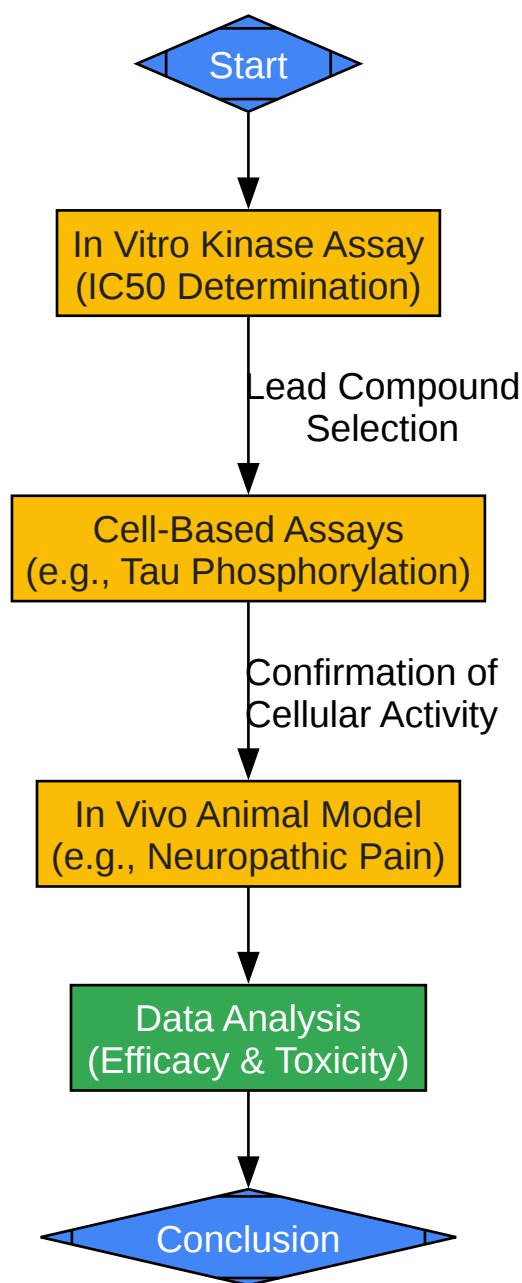 Start
In Vitro Kinase Assay
(IC50 Determination)
Lead Compound
Selection
Cell-Based Assays
(e.g., Tau Phosphorylation)
Confirmation of
Cellular Activity
In Vivo Animal Model
(e.g., Neuropathic Pain)
Data Analysis
(Efficacy & Toxicity)
Conclusion